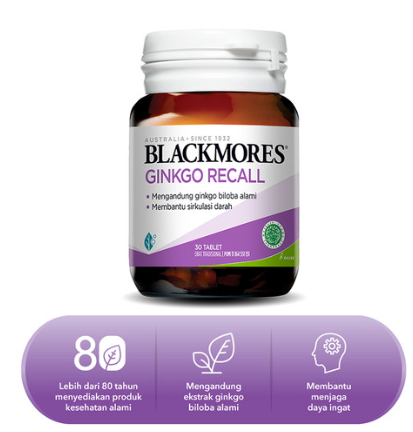 AUSTRALIA • SINCE 1932
BLACKMORES®
GINKGO RECALL
• Mengandung ginkgo biloba alami
• Membantu sirkulasi darah
30 TABLET
80
Lebih dari 80 tahun
menyediakan produk
kesehatan alami
Mengandung
ekstrak ginkgo
biloba alami
Membantu
menjaga
daya ingat